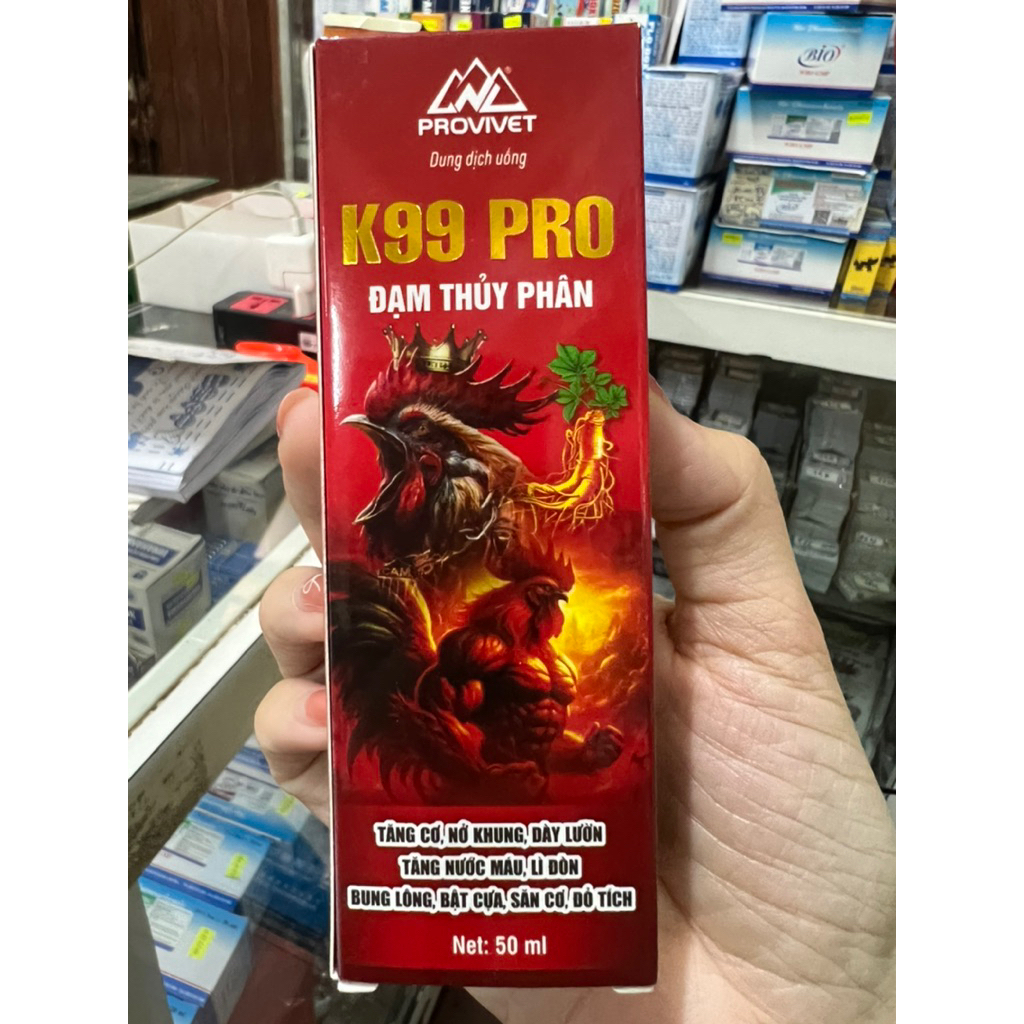 PROVIVET
Dung dịch uống
K99 PRO
ĐẠM THỦY PHÂN
TĂNG CƠ, NỞ KHUNG, DÀY LƯỜN
TĂNG NƯỚC MÁU, LÌ ĐÒN
BUNG LÔNG, BẬT CỰA, SĂN CƠ, ĐỎ TÍCH
Net: 50 ml
BIO